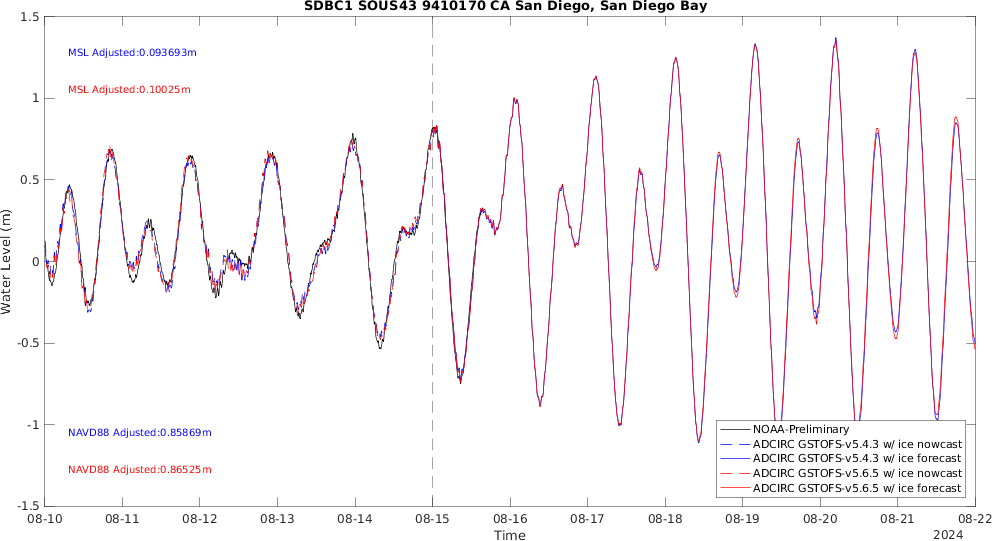 SDBC1 SOUS43 9410170 CA San Diego, San Diego Bay
1.5
1
0.5
0
-0.5
-1
-1.5
Water Level (m)
MSL Adjusted:0.093693m
MSL Adjusted:0.10025m
NAVD88 Adjusted:0.85869m
NAVD88 Adjusted:0.86525m
NOAA-Preliminary
ADCIRC GSTOFS-v5.4.3 w/ ice nowcast
ADCIRC GSTOFS-v5.4.3 w/ ice forecast
ADCIRC GSTOFS-v5.6.5 w/ ice nowcast
ADCIRC GSTOFS-v5.6.5 w/ ice forecast
08-10 08-11 08-12 08-13 08-14 08-15 08-16 08-17 08-18 08-19 08-20 08-21 08-22
Time
2024